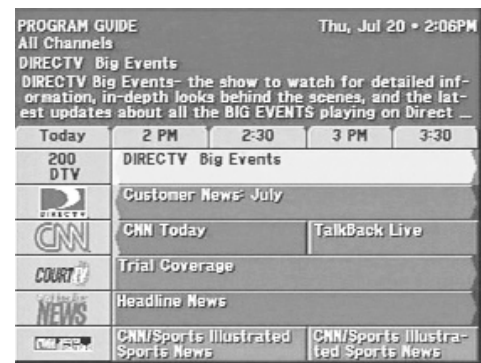 PROGRAM GUIDE Thu, Jul 20 • 2:06PM
All Channels
DIRECTV Big Events
DIRECTV Big Events- the show to watch for detailed inf-
ormation, in-depth looks behind the scenes, and the lat-
est updates about all the BIG EVENTS playing on Direct ...
Today 2 PM 2:30 3 PM 3:30
200 DIRECTV Big Events
DTV
DIRECTV Customer News: July
CNN CNN Today TalkBack Live
COURT TV Trial Coverage
NEWS Headline News
CNN/Sports Illustrated CNN/Sports Illustra-
Sports News ted Sports News